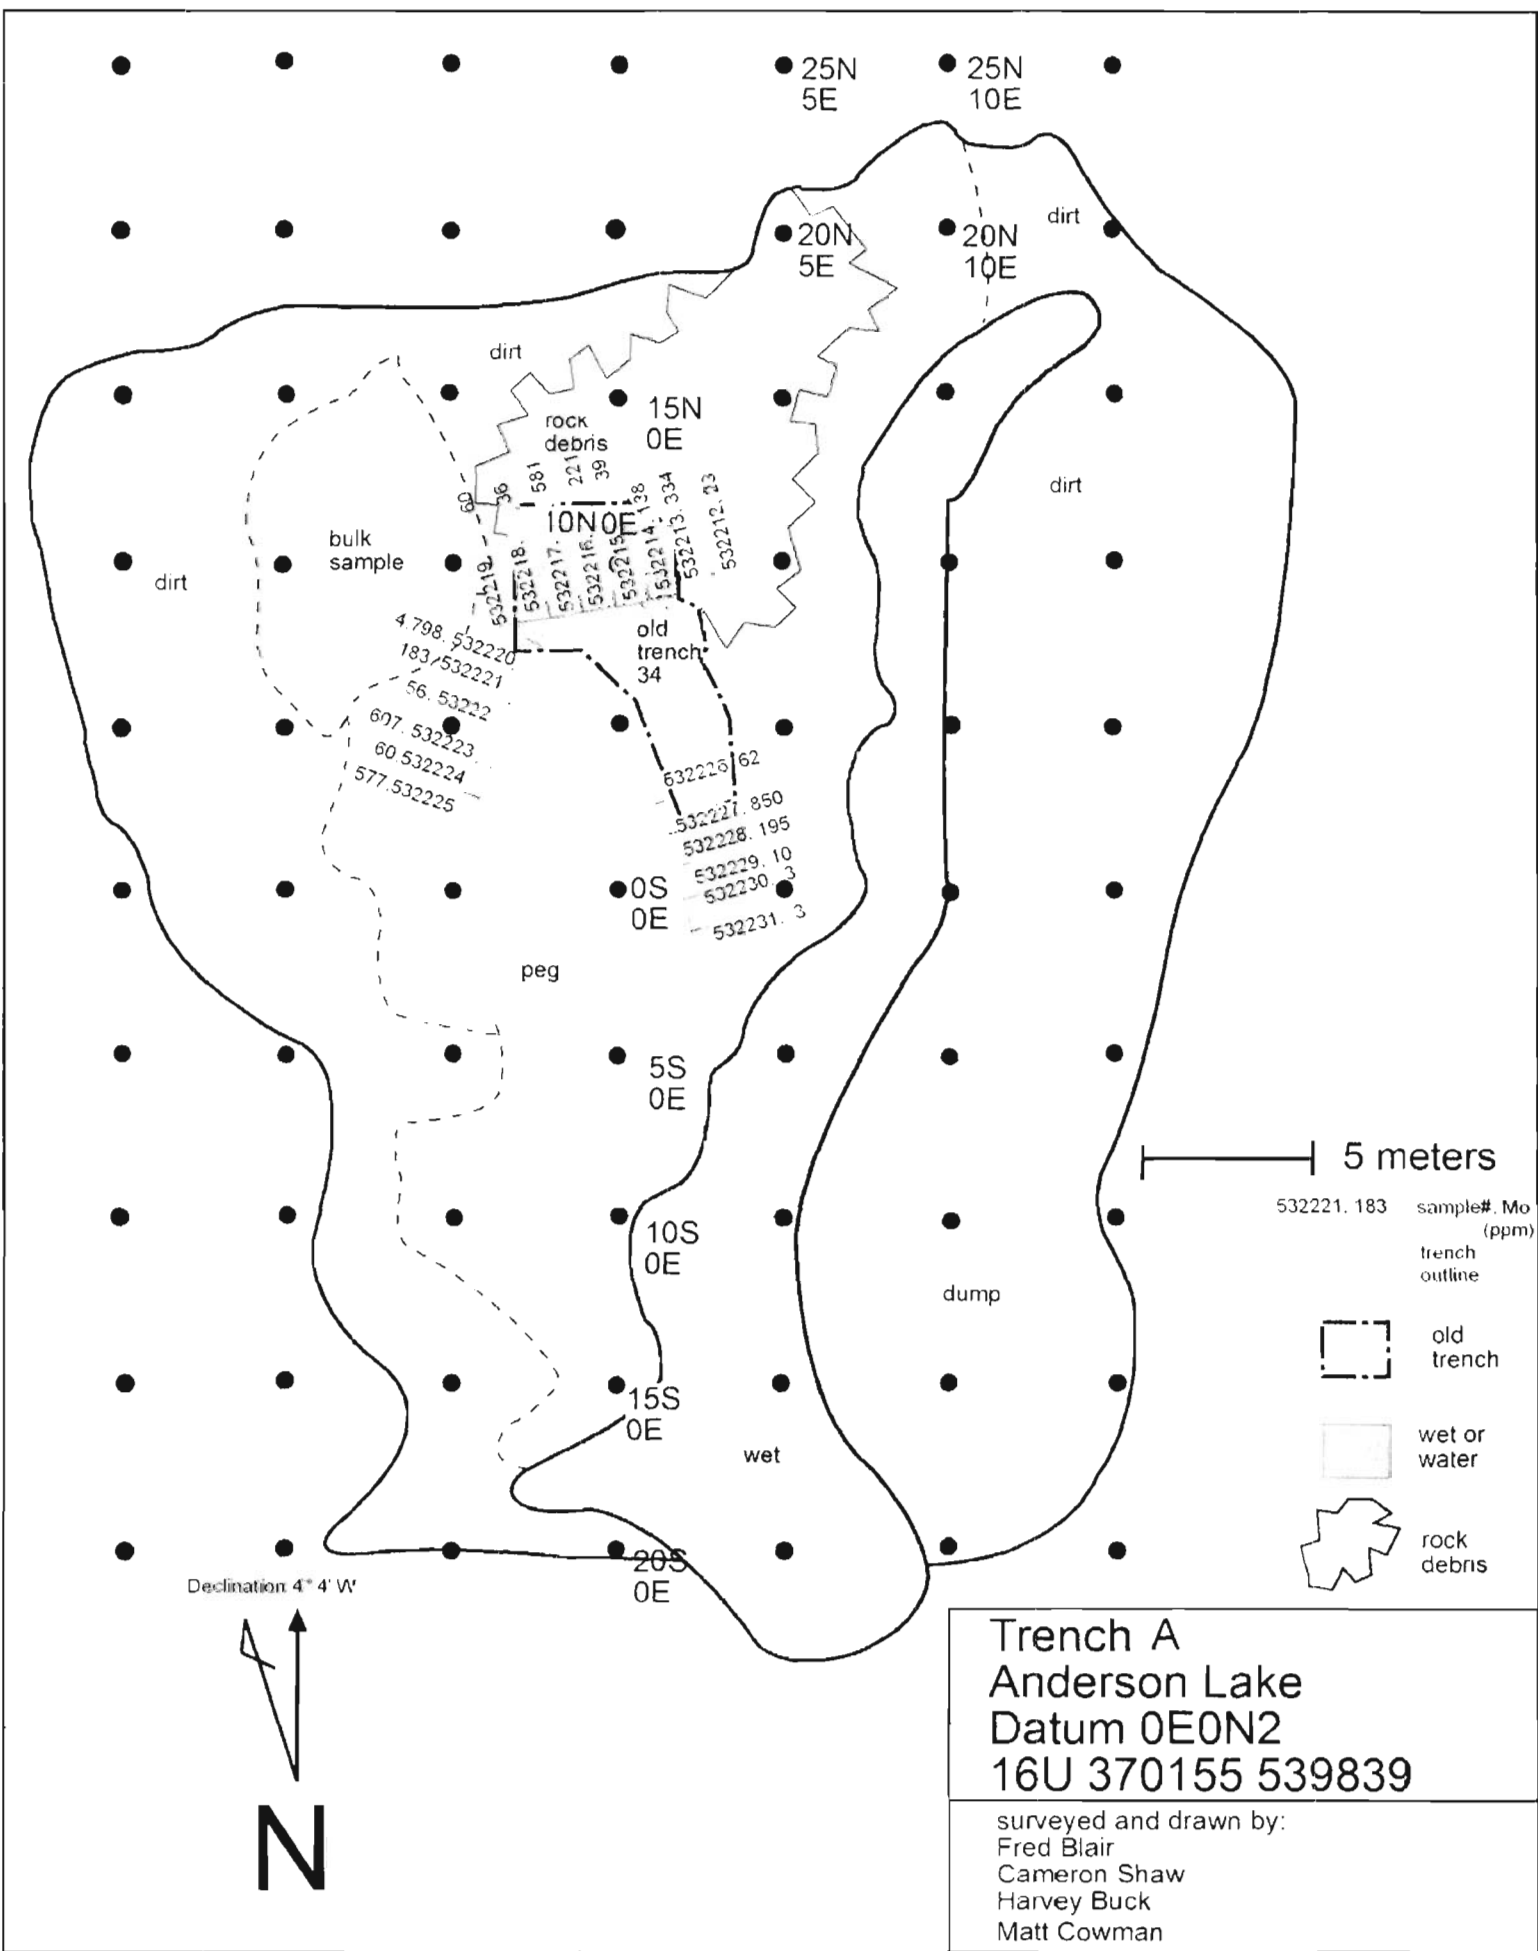 25N
5E
25N
10E
20N
5E
20N
10E
dirt
dirt
15N
0E
rock
debris
dirt
bulk
sample
dirt
60
36
581
221
39
10N 0E
532219.
532218.
532217.
532216.
532215
532214. 138
532213. 334
532212. 23
4.798. 532220
183/532221
56. 53222
607. 532223
60.532224
577.532225
old
trench
34
532226 62
532227. 850
532228. 195
532229. 10
532230. 3
532231. 3
0S
0E
peg
5S
0E
10S
0E
15S
0E
20S
0E
wet
dump
5 meters
532221. 183 sample#. Mo
(ppm)
trench
outline
old
trench
wet or
water
rock
debris
Declination 4° 4' W
N
Trench A
Anderson Lake
Datum 0E0N2
16U 370155 539839
surveyed and drawn by:
Fred Blair
Cameron Shaw
Harvey Buck
Matt Cowman